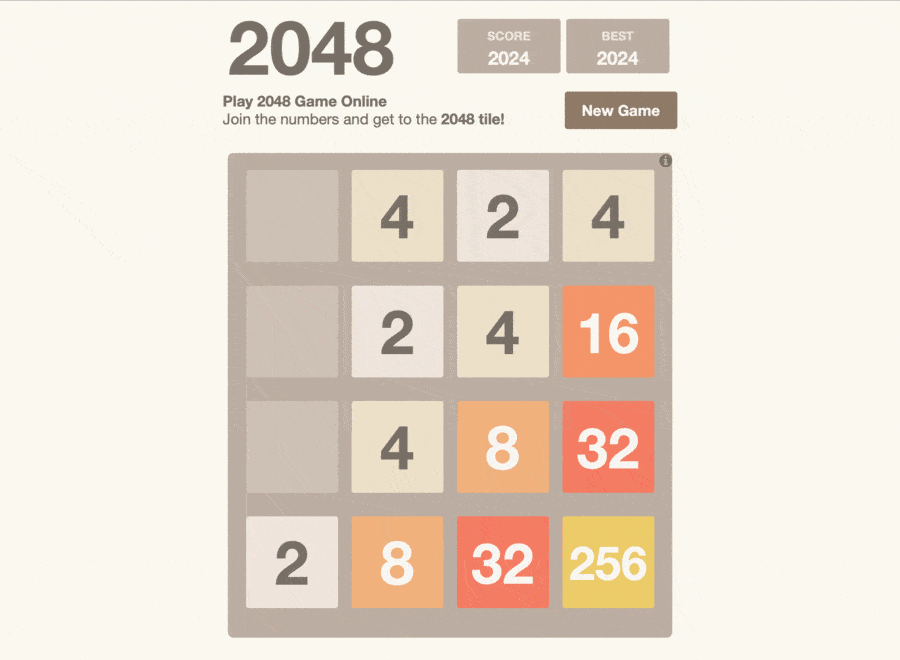 2048
SCORE
2024
BEST
2024
Play 2048 Game Online
Join the numbers and get to the 2048 tile!
New Game
i
4 2 4
2 4 16
4 8 32
2 8 32 256